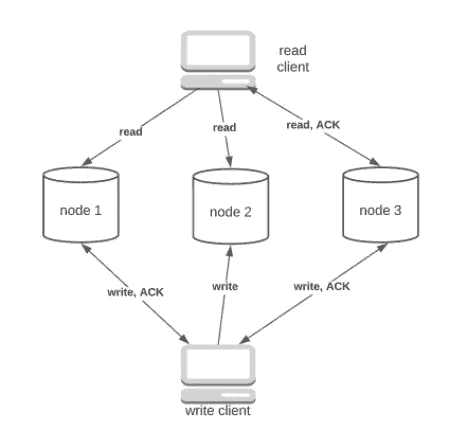 read
client
read
read
read, ACK
node 1
node 2
node 3
write, ACK
write
write, ACK
write client